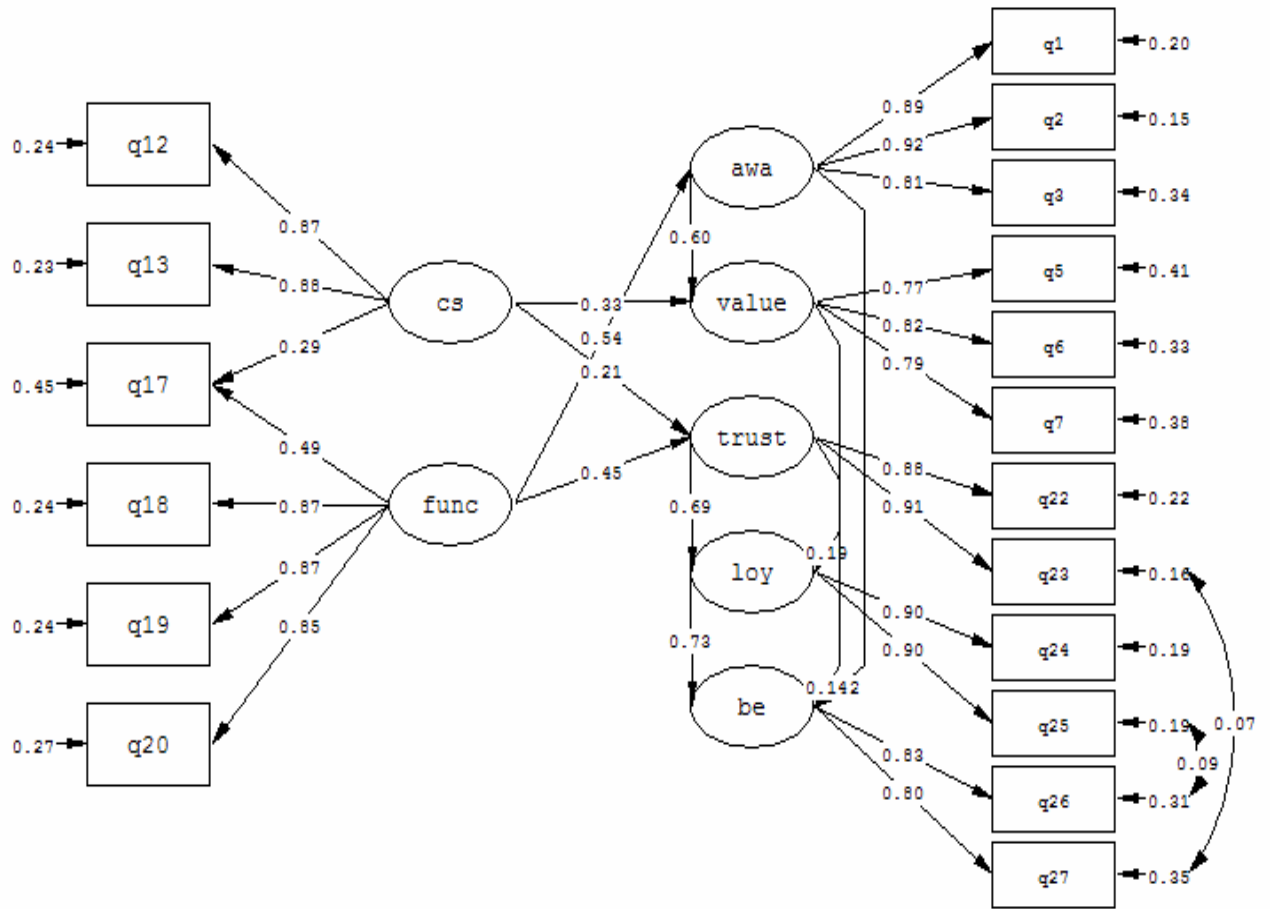 q1
0.20
0.89
q2
0.15
0.24
q12
0.92
awa
0.81
q3
0.34
0.87
0.60
q13
0.23
0.88
q5
0.41
0.77
cs
0.33
value
0.82
q6
0.33
0.54
0.29
0.21
0.79
q17
0.45
q7
0.38
trust
0.49
0.45
0.88
q22
0.22
q18
0.24
0.87
func
0.69
0.91
0.19
q23
0.16
0.87
loy
0.90
q19
0.24
0.85
0.73
0.90
q24
0.19
0.142
be
q25
0.19
0.07
q20
0.27
0.83
0.09
0.80
q26
0.31
q27
0.35